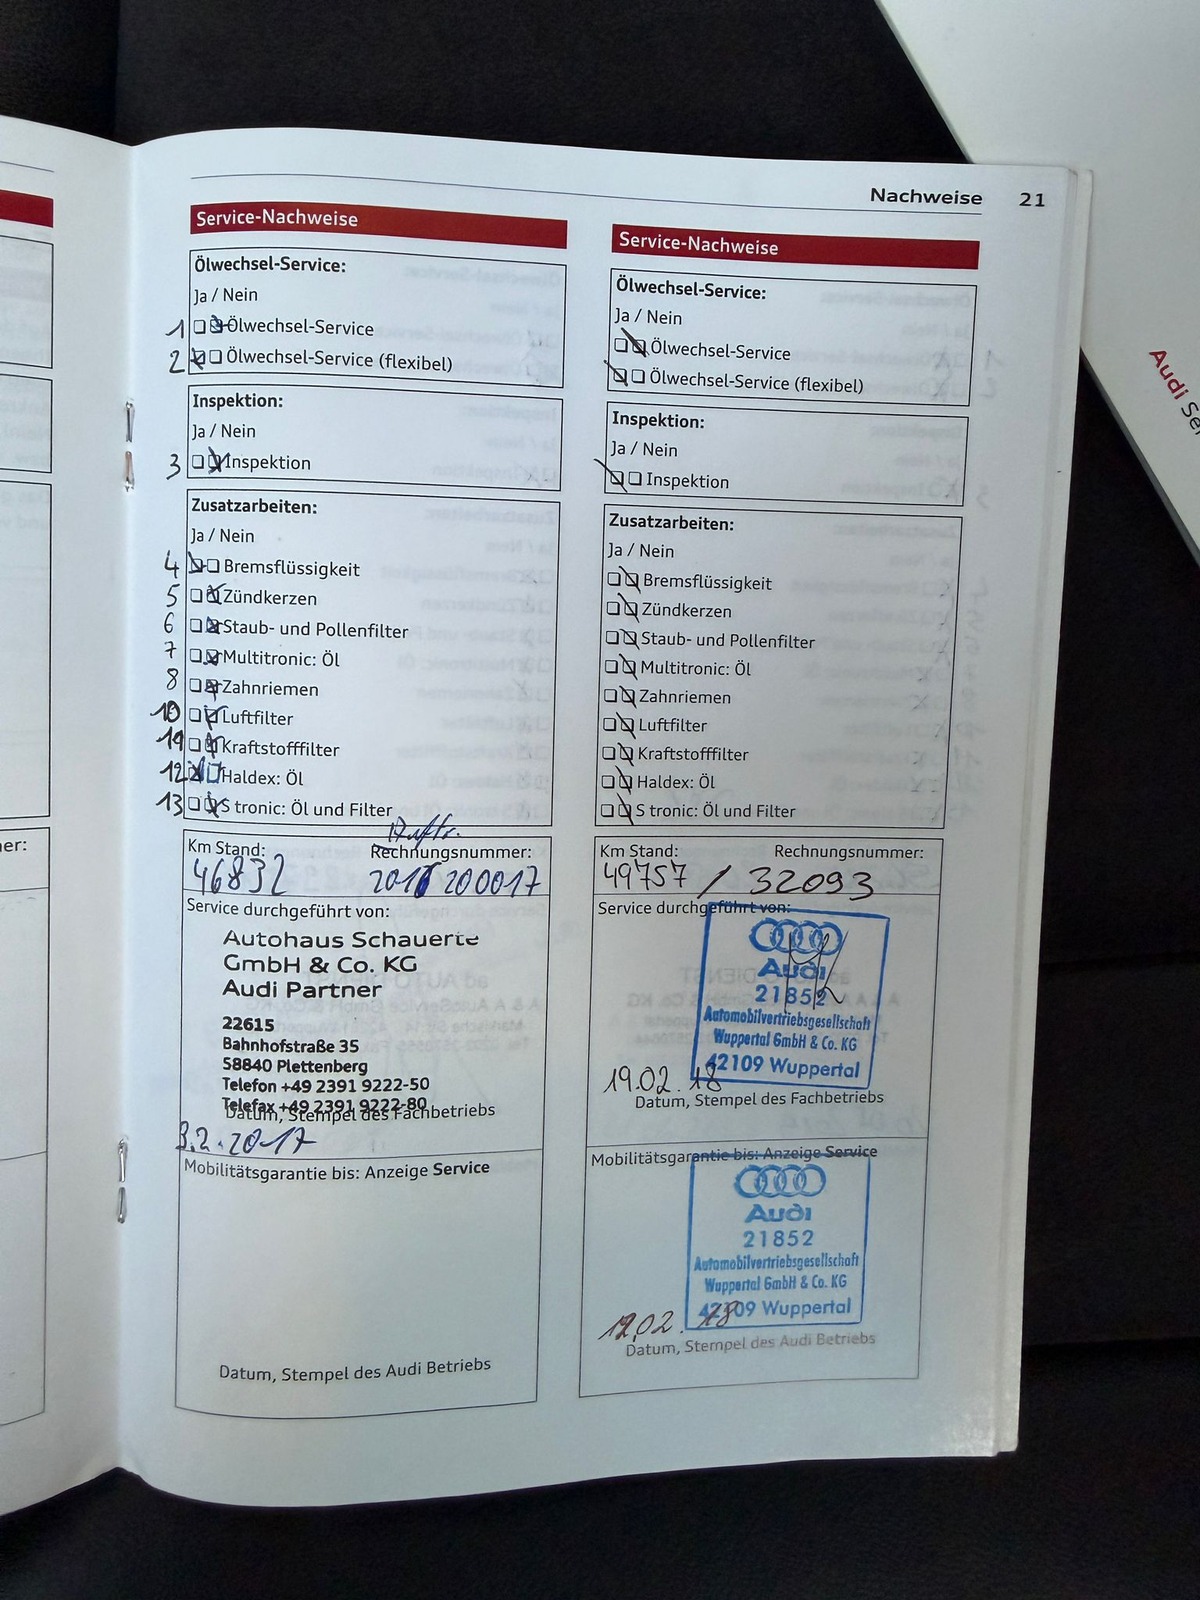 Nachweise 21
Service-Nachweise
Ölwechsel-Service:
Ja / Nein
1 Ölwechsel-Service
2 Ölwechsel-Service (flexibel)
Inspektion:
Ja / Nein
3 Inspektion
Zusatzarbeiten:
Ja / Nein
4 Bremsflüssigkeit
5 Zündkerzen
6 Staub- und Pollenfilter
7 Multitronic: Öl
8 Zahnriemen
10 Luftfilter
11 Kraftstofffilter
12 Haldex: Öl
13 S tronic: Öl und Filter
Km Stand: Rechnungsnummer:
46832 2017 200017
Service durchgeführt von:
Autohaus Schauerte
GmbH & Co. KG
Audi Partner
22615
Bahnhofstraße 35
58840 Plettenberg
Telefon +49 2391 9222-50
Telefax +49 2391 9222-80
Datum, Stempel des Fachbetriebs
3.2.2017
Mobilitätsgarantie bis: Anzeige Service
Datum, Stempel des Audi Betriebs
Service-Nachweise
Ölwechsel-Service:
Ja / Nein
Ölwechsel-Service
Ölwechsel-Service (flexibel)
Inspektion:
Ja / Nein
Inspektion
Zusatzarbeiten:
Ja / Nein
Bremsflüssigkeit
Zündkerzen
Staub- und Pollenfilter
Multitronic: Öl
Zahnriemen
Luftfilter
Kraftstofffilter
Haldex: Öl
S tronic: Öl und Filter
Km Stand: Rechnungsnummer:
49757 / 32093
Service durchgeführt von:
Audi
21852
Automobilvertriebsgesellschaft
Wuppertal GmbH & Co. KG
42109 Wuppertal
19.02.18
Datum, Stempel des Fachbetriebs
Mobilitätsgarantie bis: Anzeige Service
Audi
21852
Automobilvertriebsgesellschaft
Wuppertal GmbH & Co. KG
42109 Wuppertal
19.02.18
Datum, Stempel des Audi Betriebs
Audi